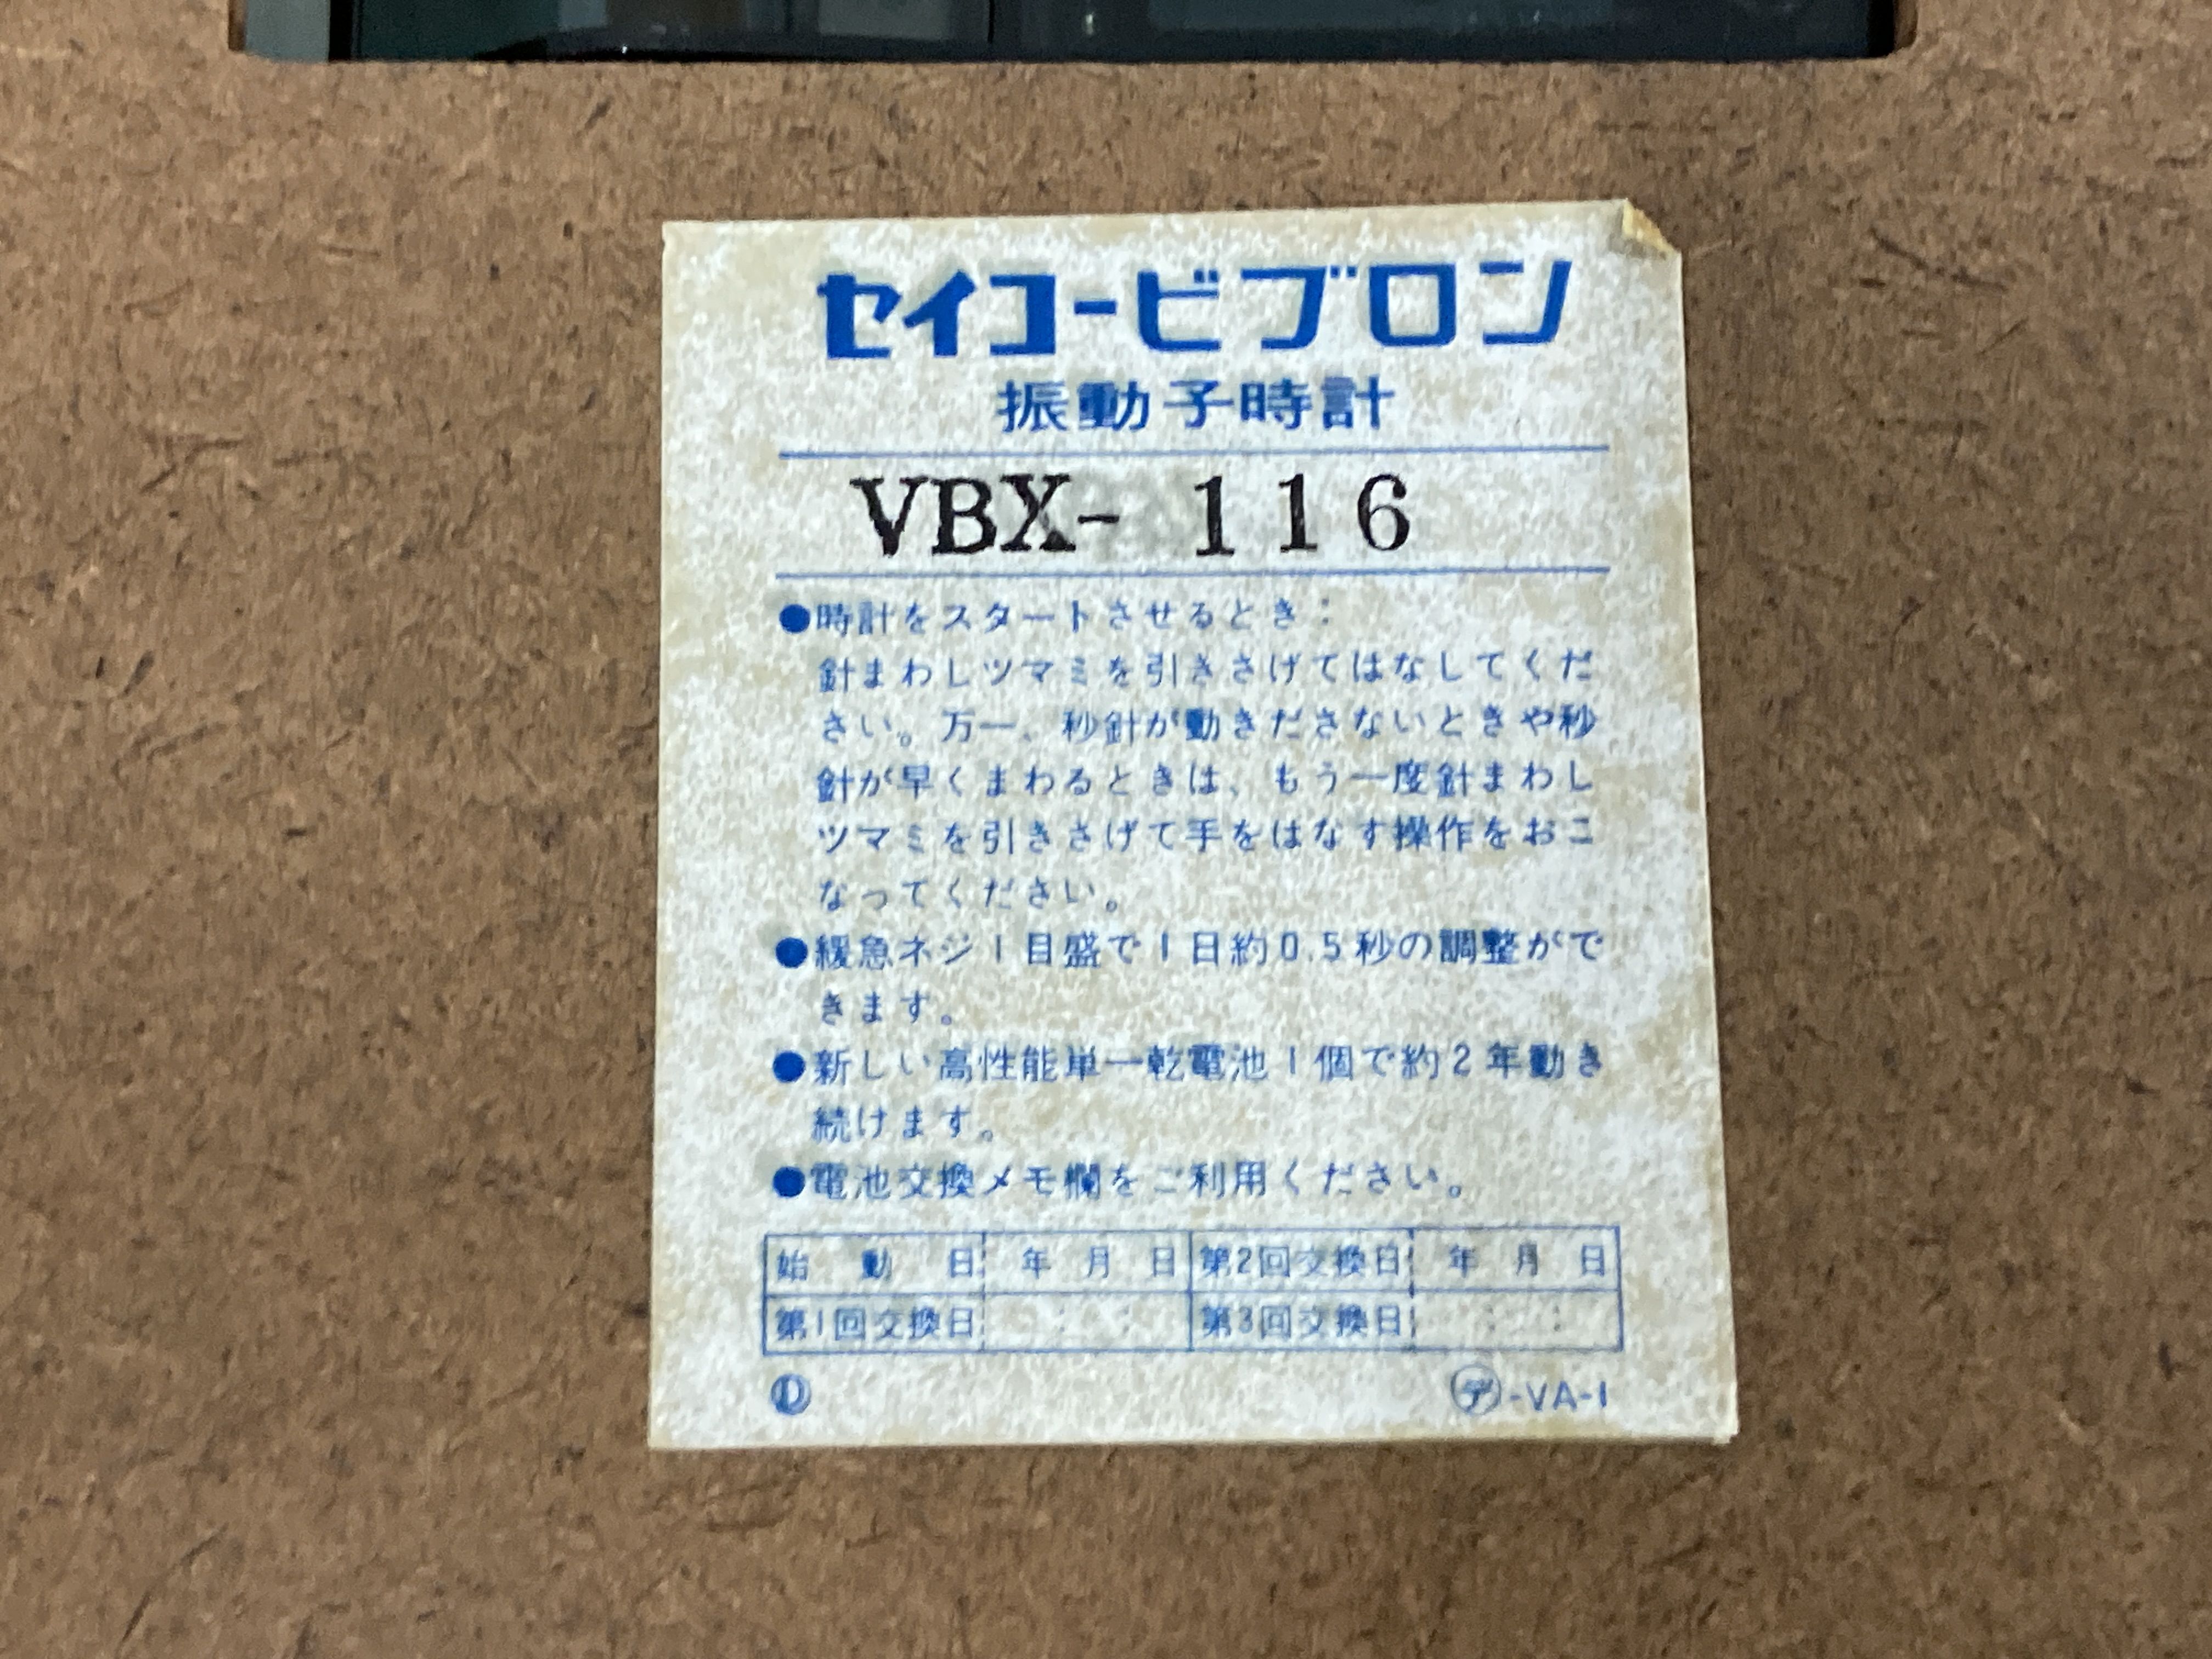 セイコービブロン
振動子時計
VBX- 116
●時計をスタートさせるとき：
針まわしツマミを引きさげてはなしてくだ
さい。万一、秒針が動きださないときや秒
針が早くまわるときは、もう一度針まわし
ツマミを引きさげて手をはなす操作をおこ
なってください。
●緩急ネジ1目盛で1日約0.5秒の調整がで
きます。
●新しい高性能単一乾電池1個で約2年動き
続けます。
●電池交換メモ欄をご利用ください。
始動日 年 月 日 第2回交換日 年 月 日
第1回交換日 : : 第3回交換日 : :
㋢-VA-1